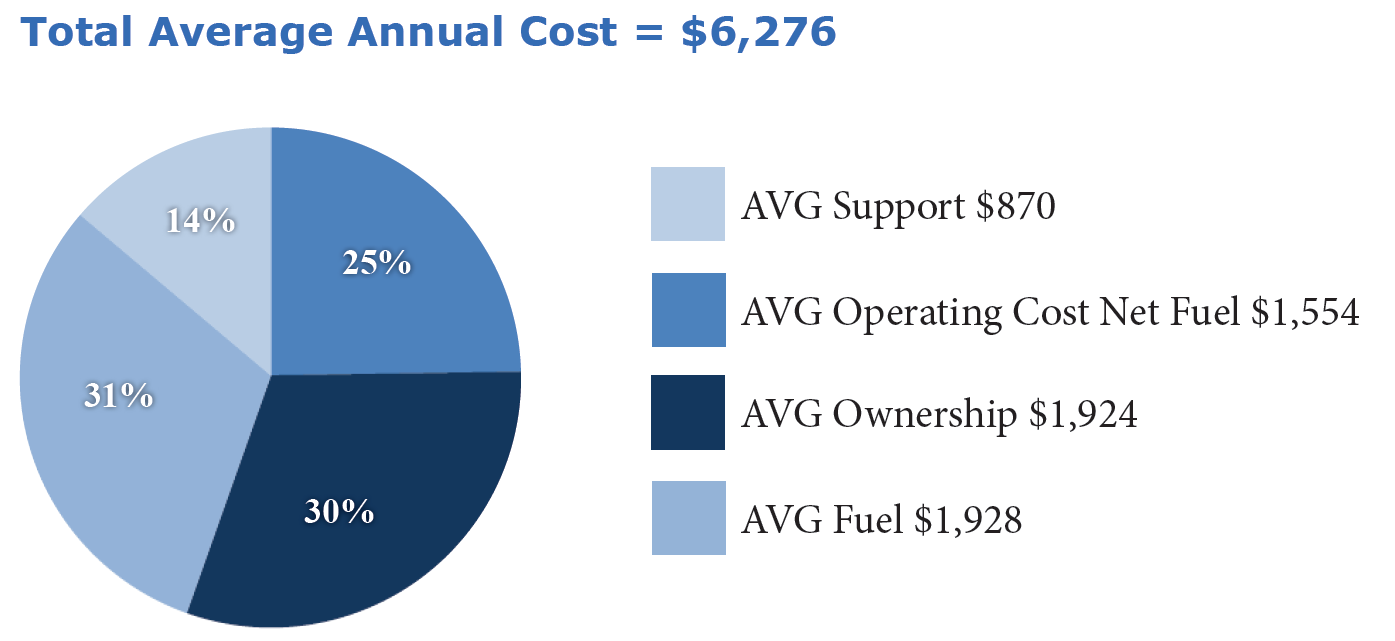 Total Average Annual Cost = $6,276
14%
25%
31%
30%
AVG Support $870
AVG Operating Cost Net Fuel $1,554
AVG Ownership $1,924
AVG Fuel $1,928